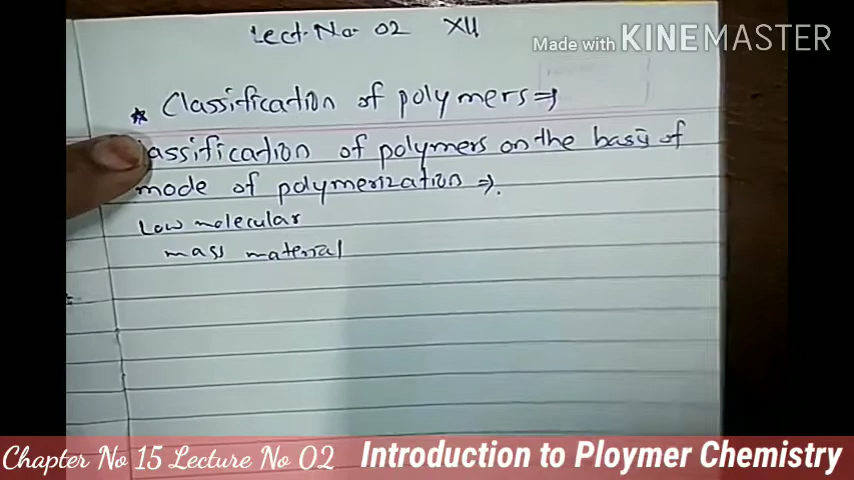 Lect. No. 02 XII
Made with KINEMASTER
* Classification of polymers ⇒
lassification of polymers on the basis of
mode of polymerization ⇒.
Low molecular
mass material
Chapter No 15 Lecture No 02 Introduction to Ploymer Chemistry